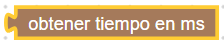 obtener tiempo en ms